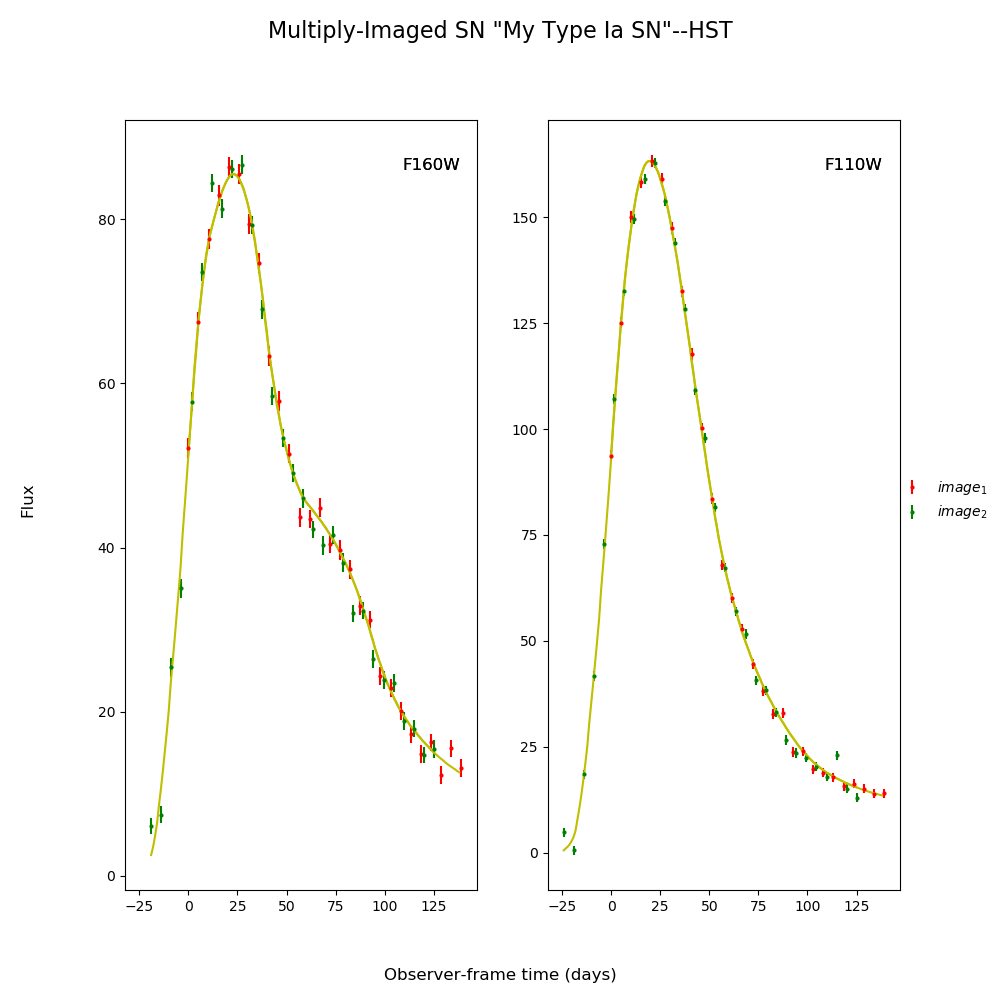 Multiply-Imaged SN "My Type Ia SN"--HST
F160W
F110W
80
60
40
20
0
150
125
100
75
50
25
0
Flux
image1
image2
−25 0 25 50 75 100 125
−25 0 25 50 75 100 125
Observer-frame time (days)